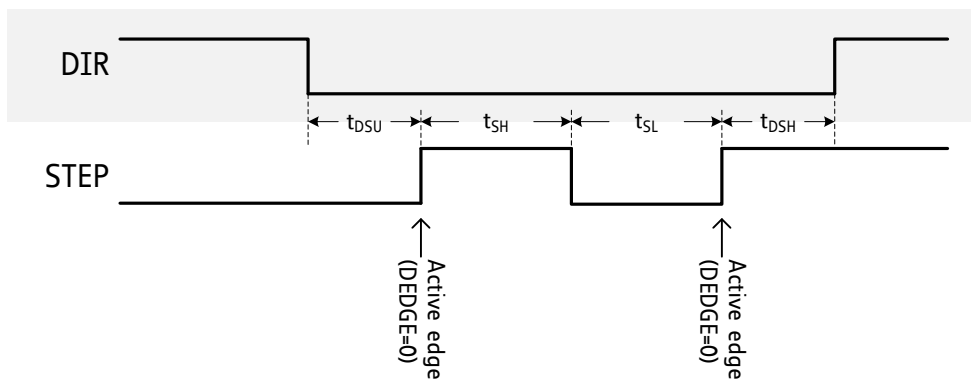 DIR
tDSU
tSH
tSL
tDSH
STEP
Active edge
(DEDGE=0)
Active edge
(DEDGE=0)